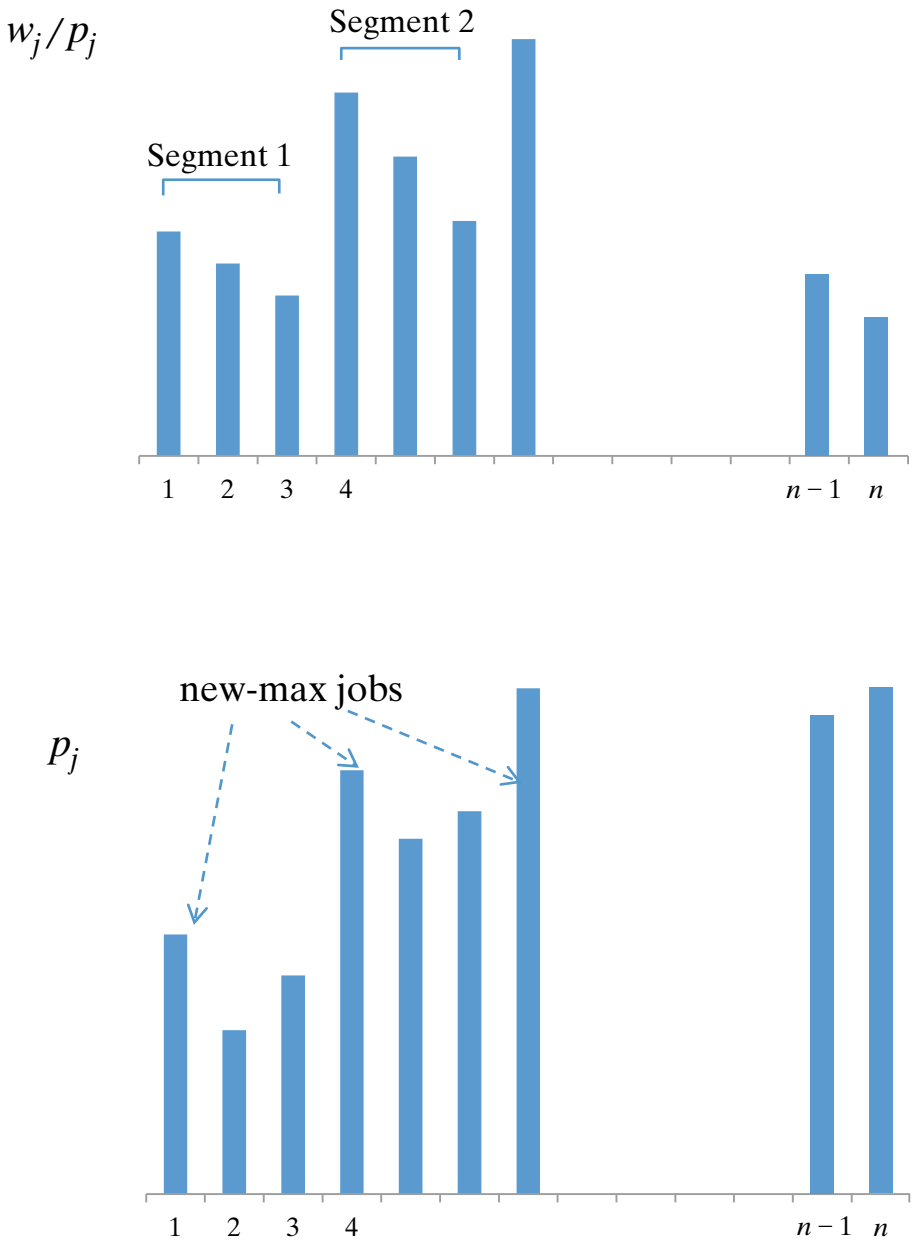 Segment 2
w_j/p_j
Segment 1
1 2 3 4 n − 1 n
new-max jobs
p_j
1 2 3 4 n − 1 n